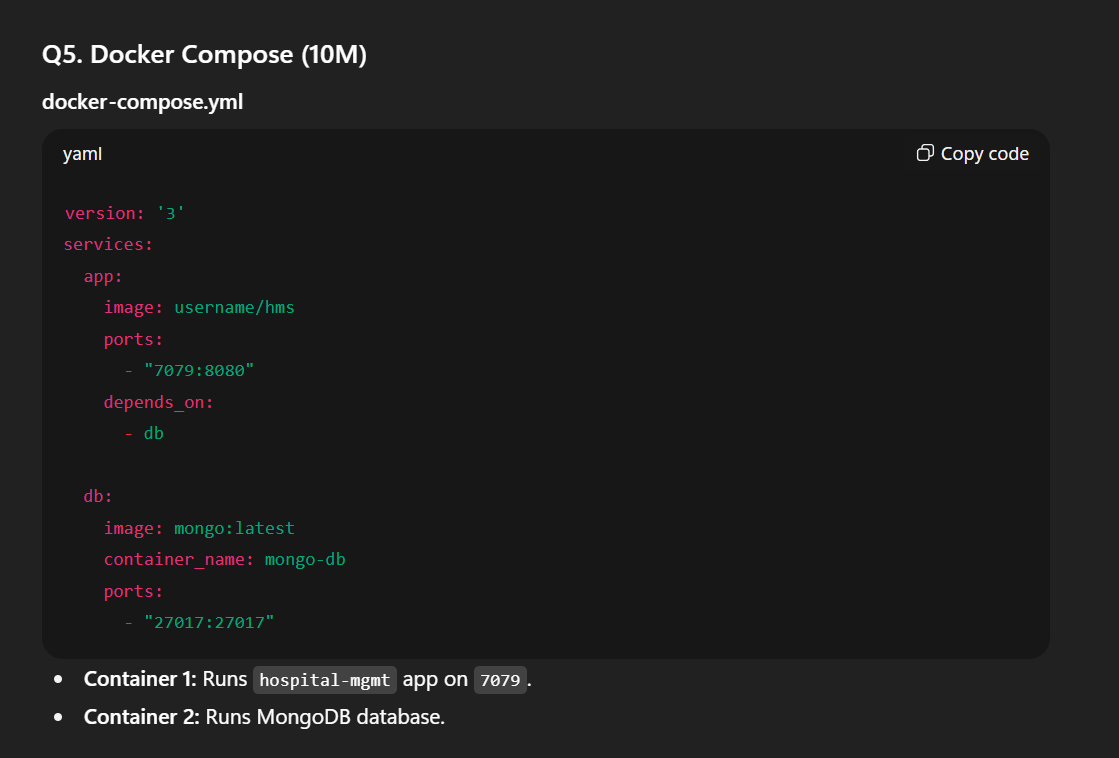 Q5. Docker Compose (10M)
docker-compose.yml
yaml
Copy code
version: '3'
services:
  app:
    image: username/hms
    ports:
      - "7079:8080"
    depends_on:
      - db
  db:
    image: mongo:latest
    container_name: mongo-db
    ports:
      - "27017:27017"
• Container 1: Runs hospital-mgmt app on 7079.
• Container 2: Runs MongoDB database.